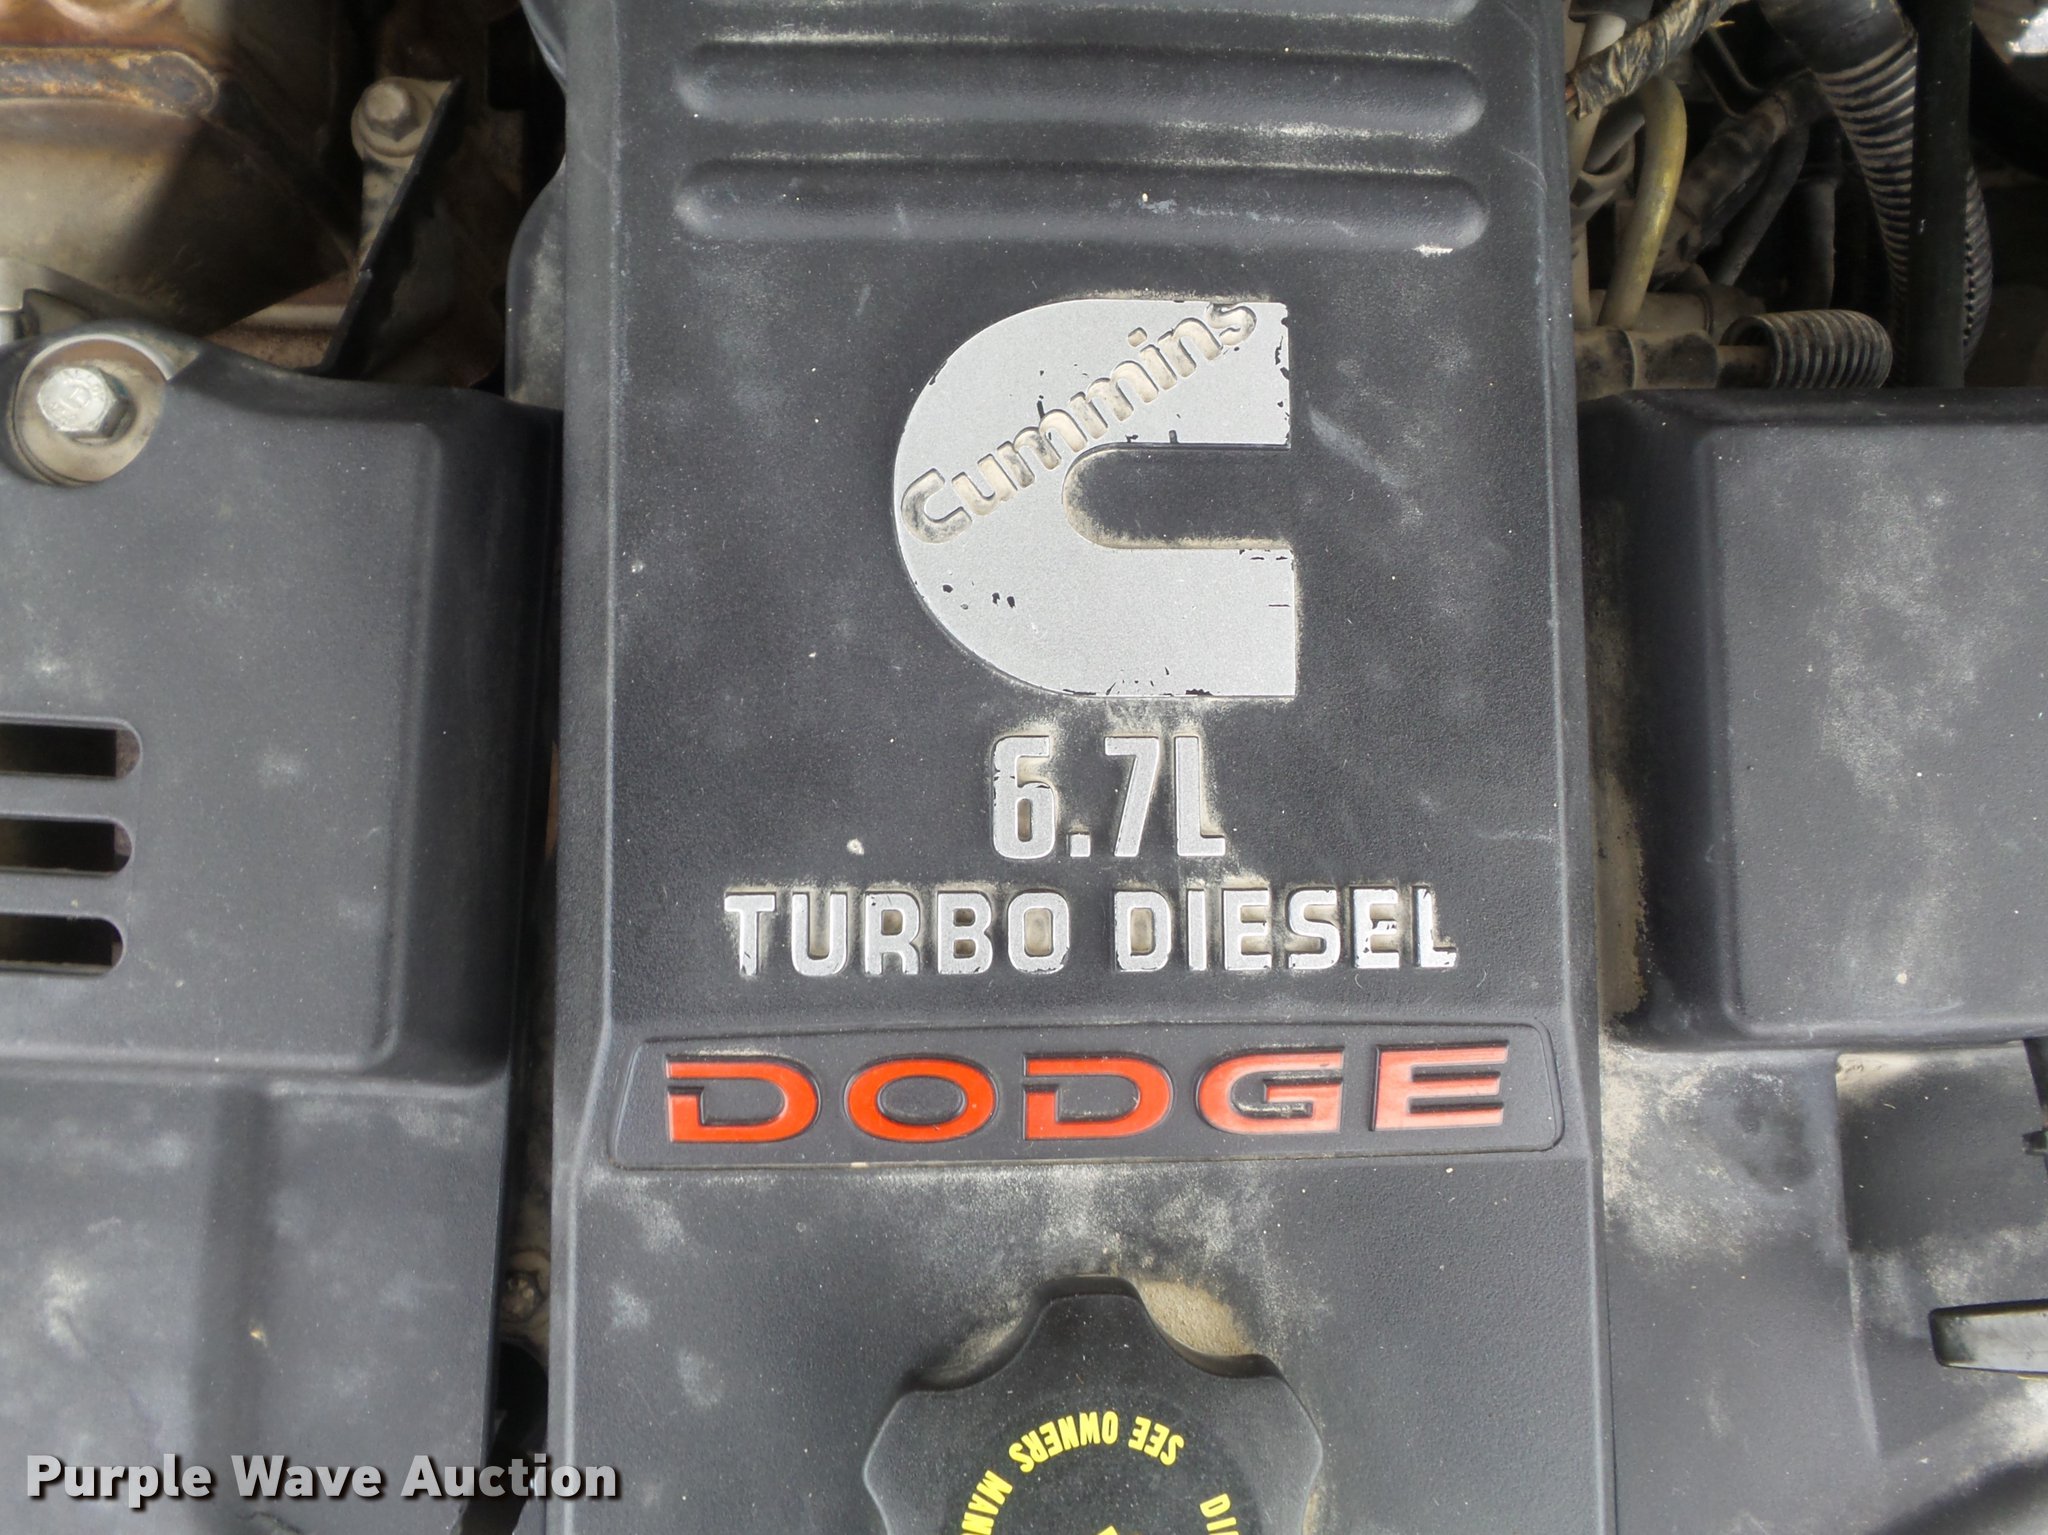 Cummins
6.7L
TURBO DIESEL
DODGE
SEE OWNERS
Purple Wave Auction